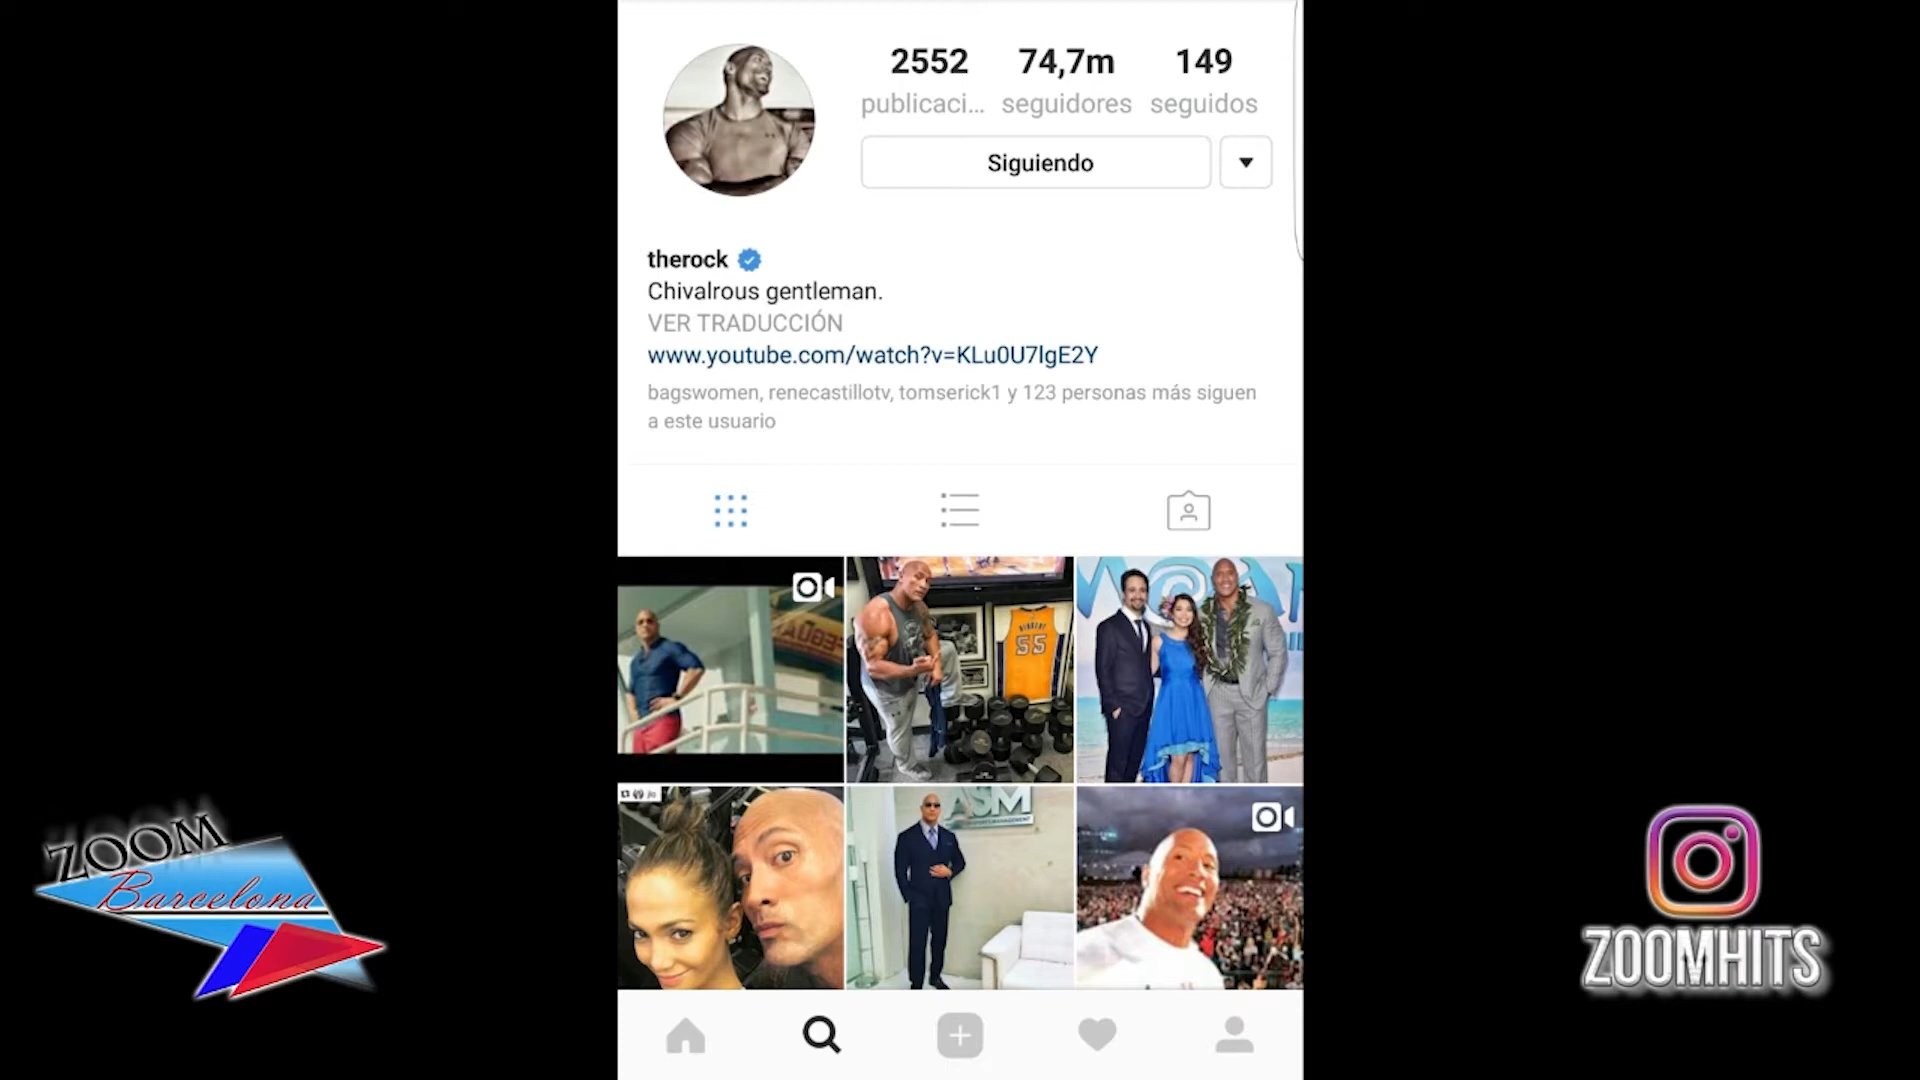 2552 74,7m 149
publicaci... seguidores seguidos
Siguiendo
therock
Chivalrous gentleman.
VER TRADUCCIÓN
www.youtube.com/watch?v=KLu0U7lgE2Y
bagswomen, renecastillotv, tomserick1 y 123 personas más siguen
a este usuario
55
ASM
ZOOM
Barcelona
ZOOMHITS